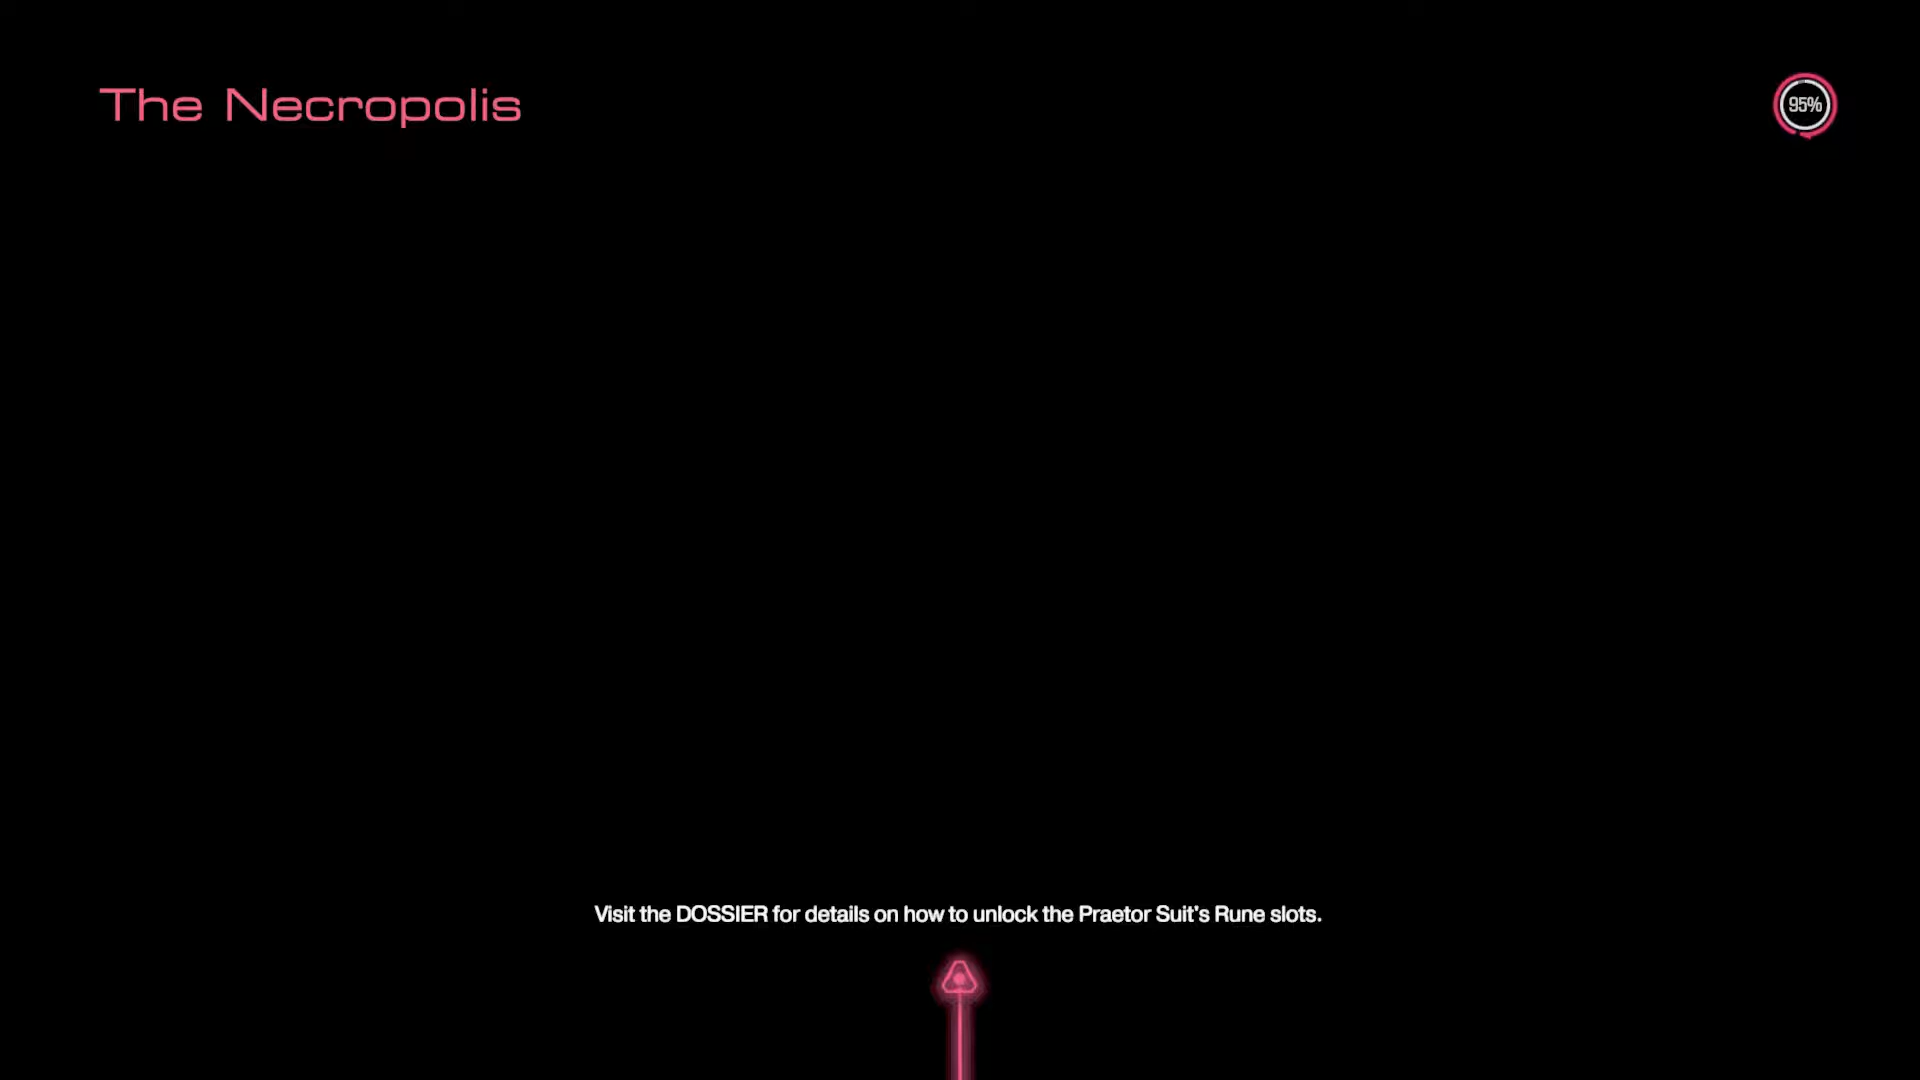 The Necropolis
95%
Visit the DOSSIER for details on how to unlock the Praetor Suit's Rune slots.